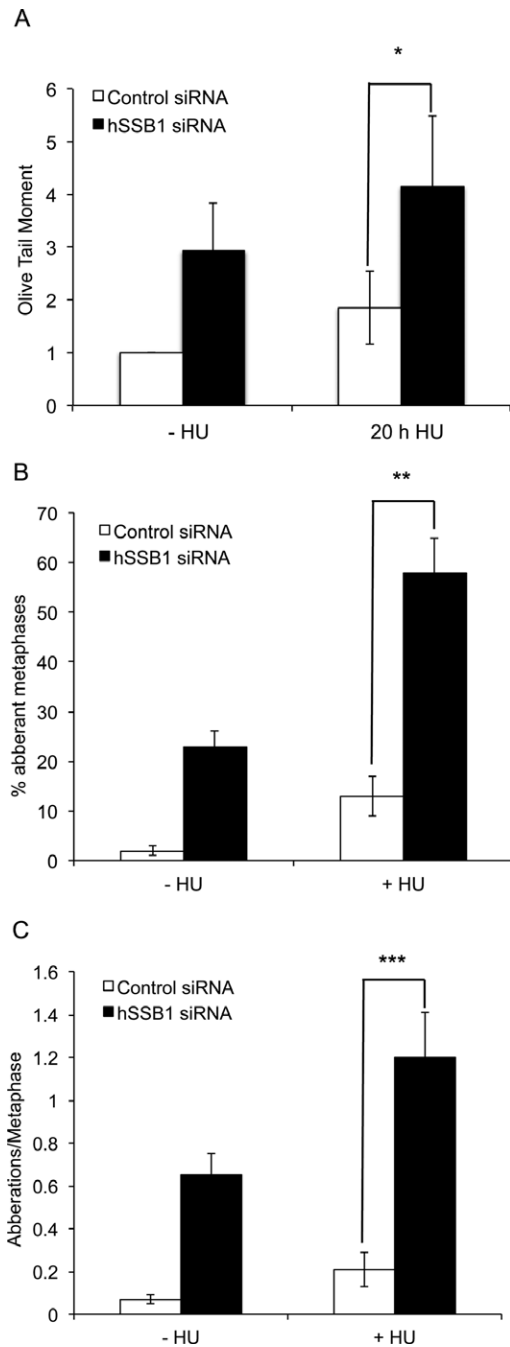 A
*
Control siRNA
hSSB1 siRNA
Olive Tail Moment
6
5
4
3
2
1
0
- HU
20 h HU
B
**
Control siRNA
hSSB1 siRNA
% abberant metaphases
70
60
50
40
30
20
10
0
- HU
+ HU
C
***
Control siRNA
hSSB1 siRNA
Abberations/Metaphase
1.6
1.4
1.2
1
0.8
0.6
0.4
0.2
0
- HU
+ HU